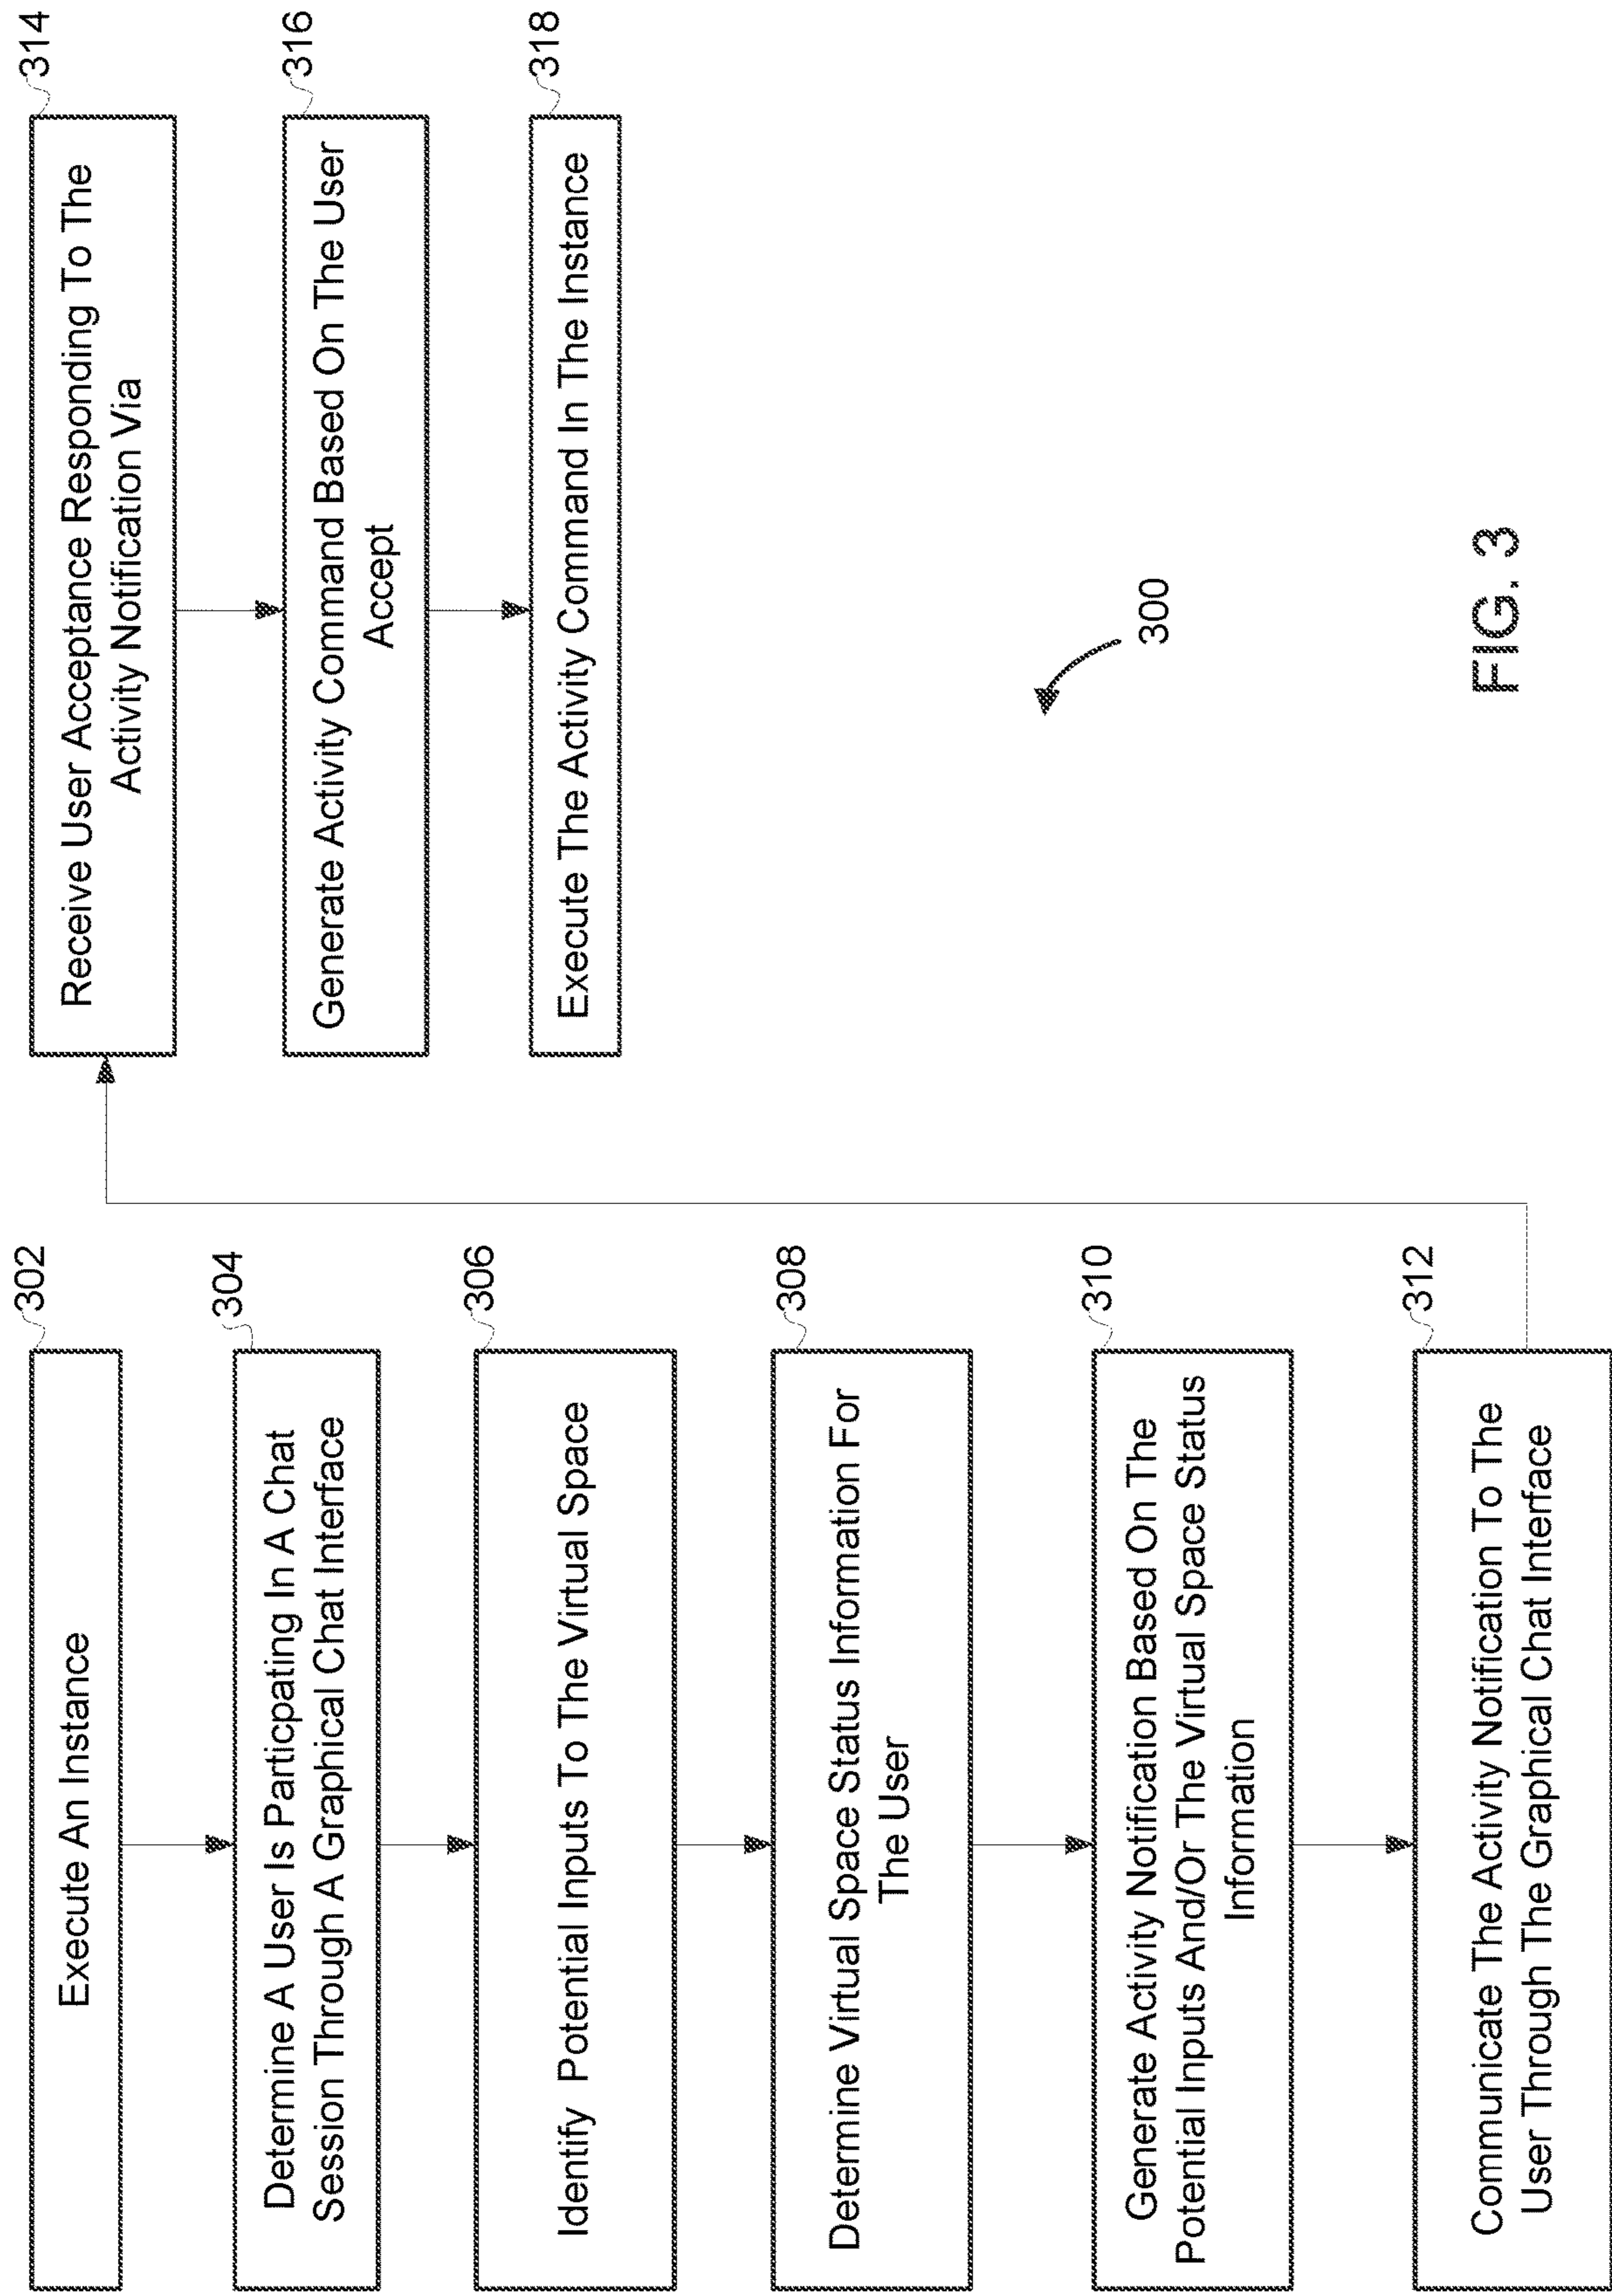 302
Execute An Instance
304
Determine A User Is Particpating In A Chat
Session Through A Graphical Chat Interface
306
Identify Potential Inputs To The Virtual Space
308
Determine Virtual Space Status Information For
The User
310
Generate Activity Notification Based On The
Potential Inputs And/Or The Virtual Space Status
Information
312
Communicate The Activity Notification To The
User Through The Graphical Chat Interface
314
Receive User Acceptance Responding To The
Activity Notification Via
316
Generate Activity Command Based On The User
Accept
318
Execute The Activity Command In The Instance
300
FIG. 3